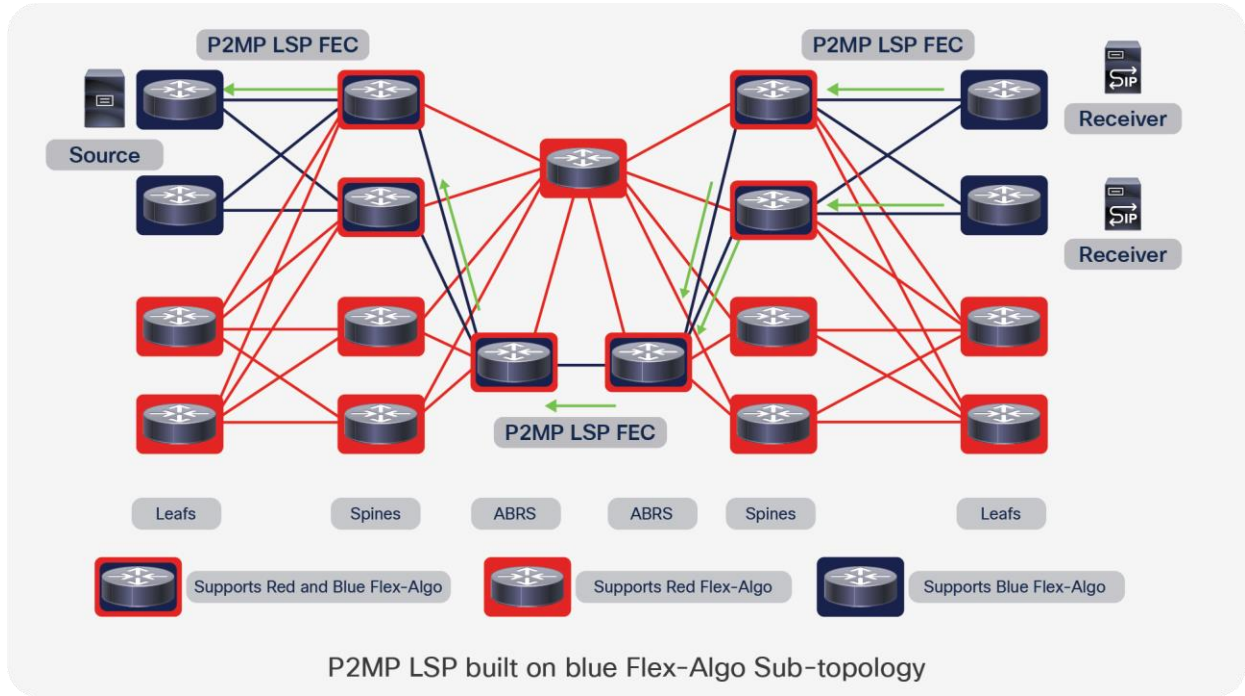 P2MP LSP FEC
P2MP LSP FEC
Source
SIP
Receiver
SIP
Receiver
P2MP LSP FEC
Leafs
Spines
ABRS
ABRS
Spines
Leafs
Supports Red and Blue Flex-Algo
Supports Red Flex-Algo
Supports Blue Flex-Algo
P2MP LSP built on blue Flex-Algo Sub-topology